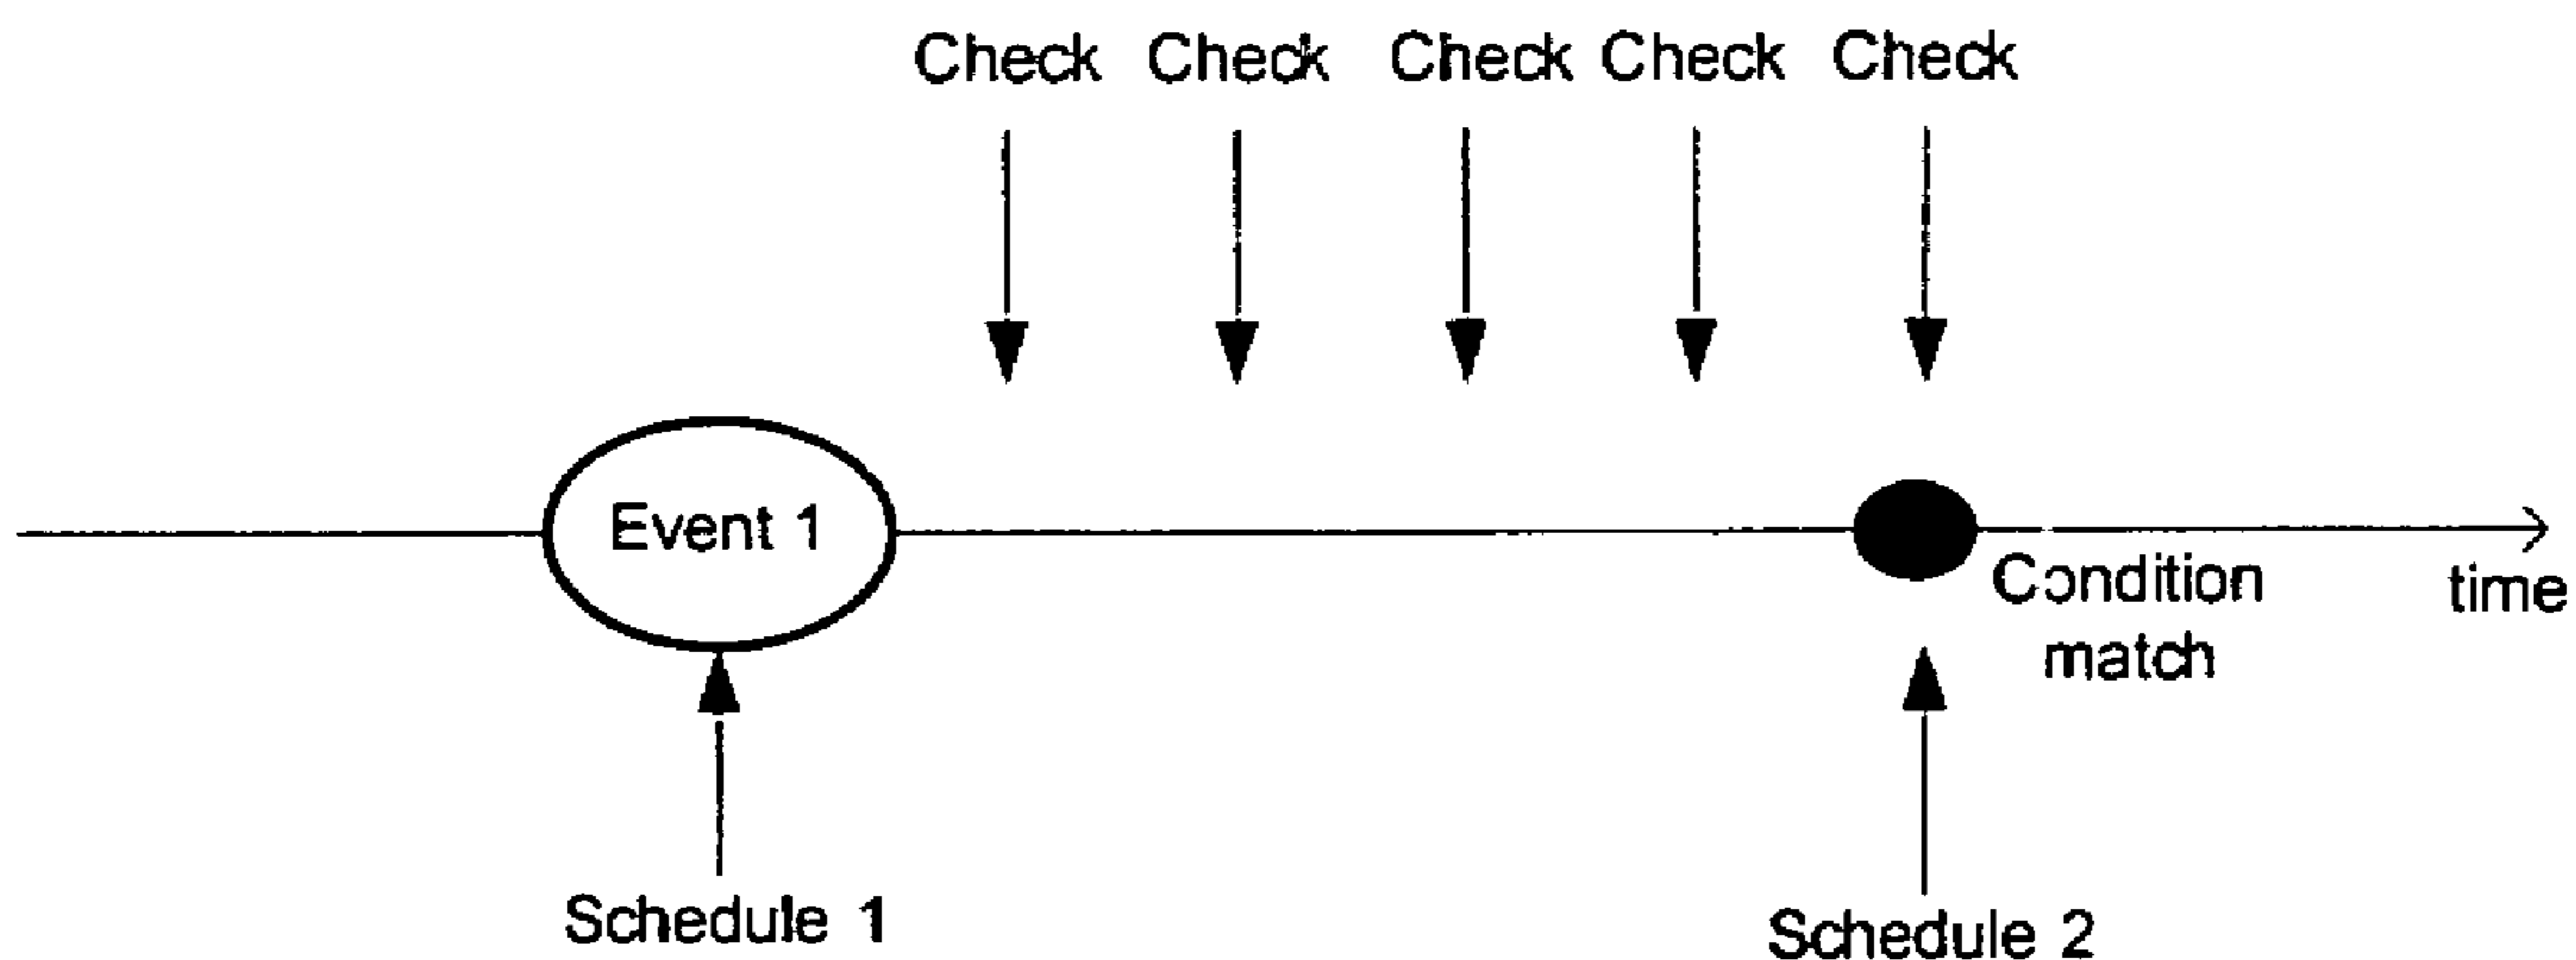 Check Check Check Check Check
Event 1
Condition
match
time
Schedule 1
Schedule 2